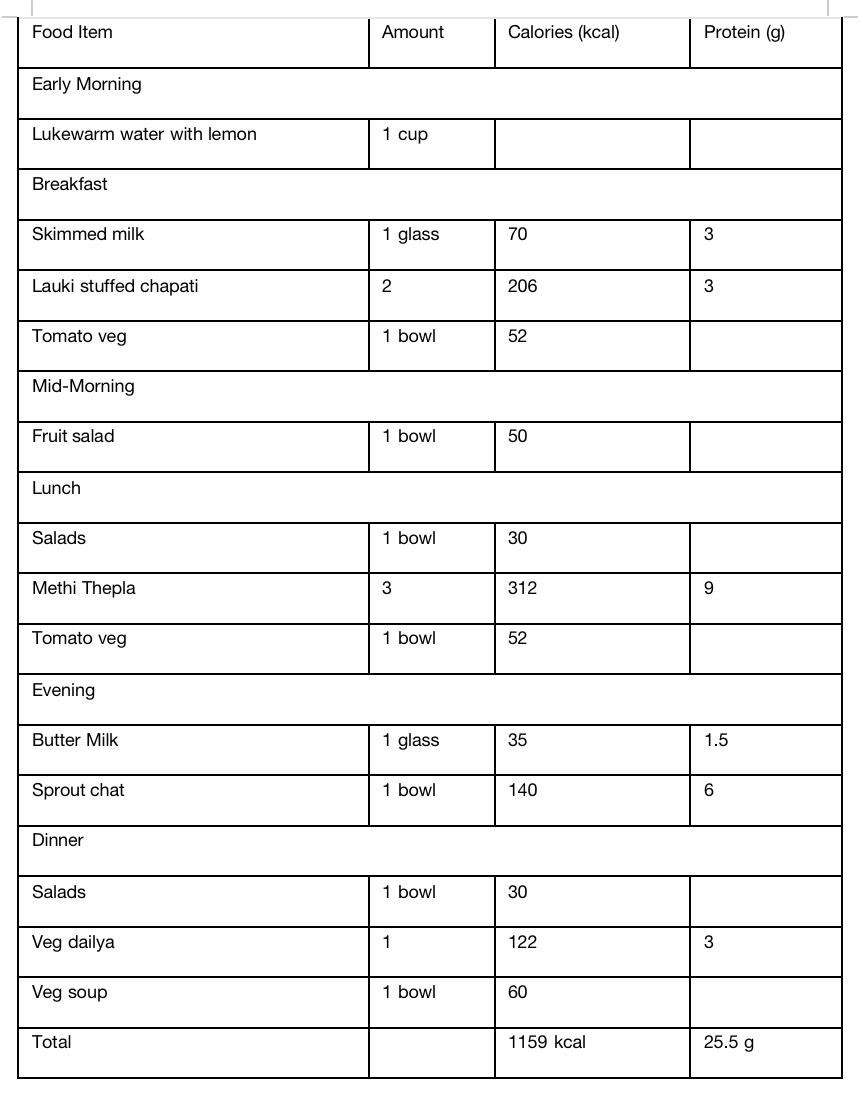 Food Item Amount Calories (kcal) Protein (g)
Early Morning
Lukewarm water with lemon 1 cup
Breakfast
Skimmed milk 1 glass 70 3
Lauki stuffed chapati 2 206 3
Tomato veg 1 bowl 52
Mid-Morning
Fruit salad 1 bowl 50
Lunch
Salads 1 bowl 30
Methi Thepla 3 312 9
Tomato veg 1 bowl 52
Evening
Butter Milk 1 glass 35 1.5
Sprout chat 1 bowl 140 6
Dinner
Salads 1 bowl 30
Veg dailya 1 122 3
Veg soup 1 bowl 60
Total 1159 kcal 25.5 g